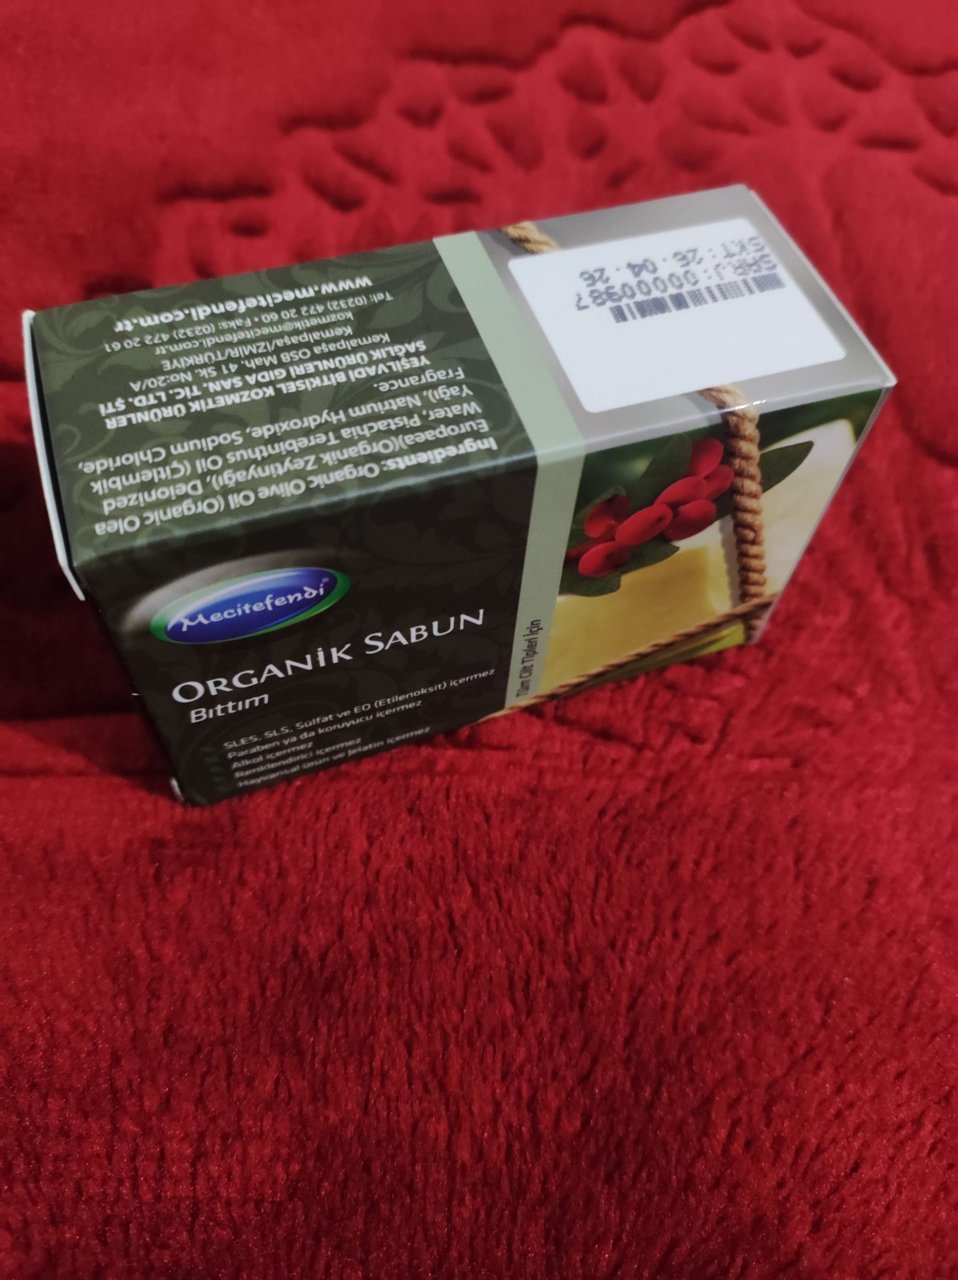 Mecitefendi®
ORGANİK SABUN
Bıttım
SLES, SLS, Sülfat ve EO (Etilenoksit) içermez
Paraben ya da koruyucu içermez
Alkol içermez
Renklendirici içermez
Hayvansal ürün ve Jelatin içermez
Tüm Cilt Tipleri İçin
Ingredients: Organic Olive Oil (Organic Olea
Europaea)(Organik Zeytinyağı), Deionized
Water, Pistachia Terebinthus Oil (Çitlembik
Yağı), Natrium Hydroxide, Sodium Chloride,
Fragrance.
YEŞİLVADİ BİTKİSEL KOZMETİK ÜRÜNLER
SAĞLIK ÜRÜNLERİ GIDA SAN. TİC. LTD. ŞTİ
Kemalpaşa OSB Mah. 41 Sk. No:20/A
Kemalpaşa/İZMİR/TÜRKİYE
kozmetik@mecitefendi.com.tr
Tel: (0232) 472 20 60 - Faks: (0232) 472 20 61
www.mecitefendi.com.tr
SARJ: 00000987
SKT: 26. 04. 26